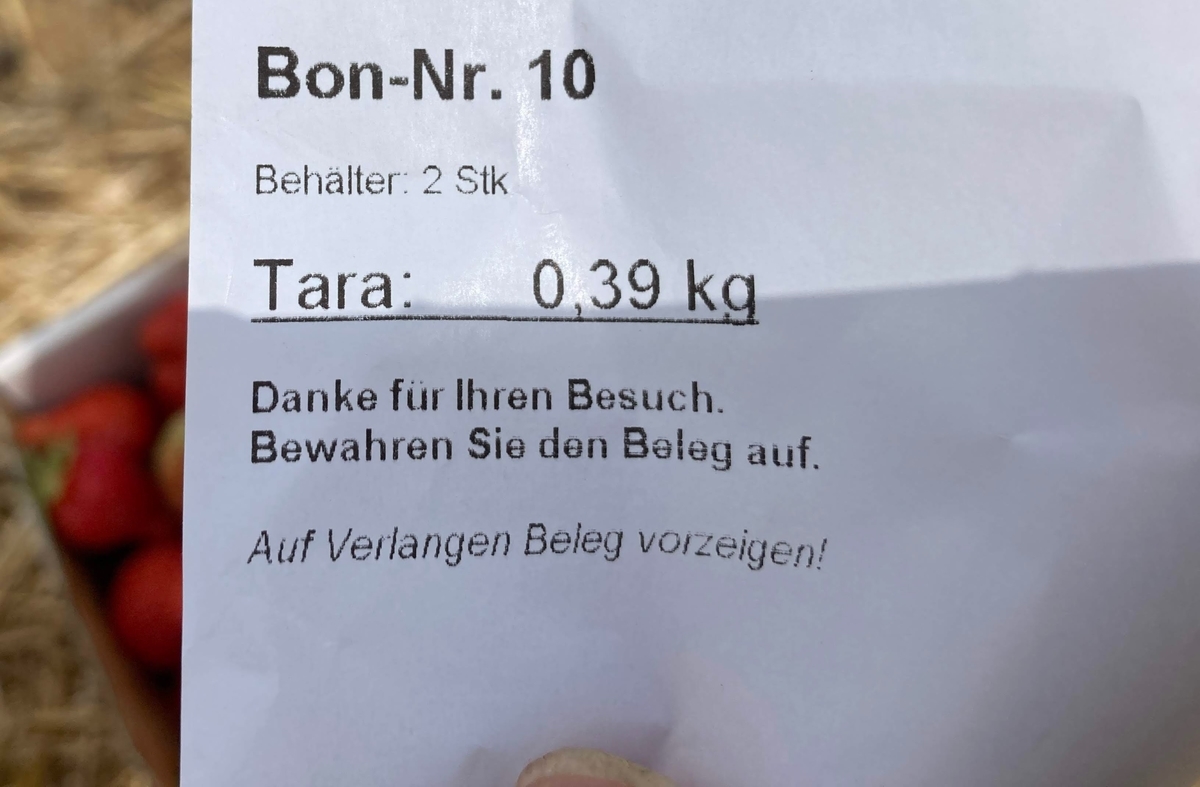 Bon-Nr. 10
Behälter: 2 Stk
Tara: 0,39 kg
Danke für Ihren Besuch.
Bewahren Sie den Beleg auf.
Auf Verlangen Beleg vorzeigen!